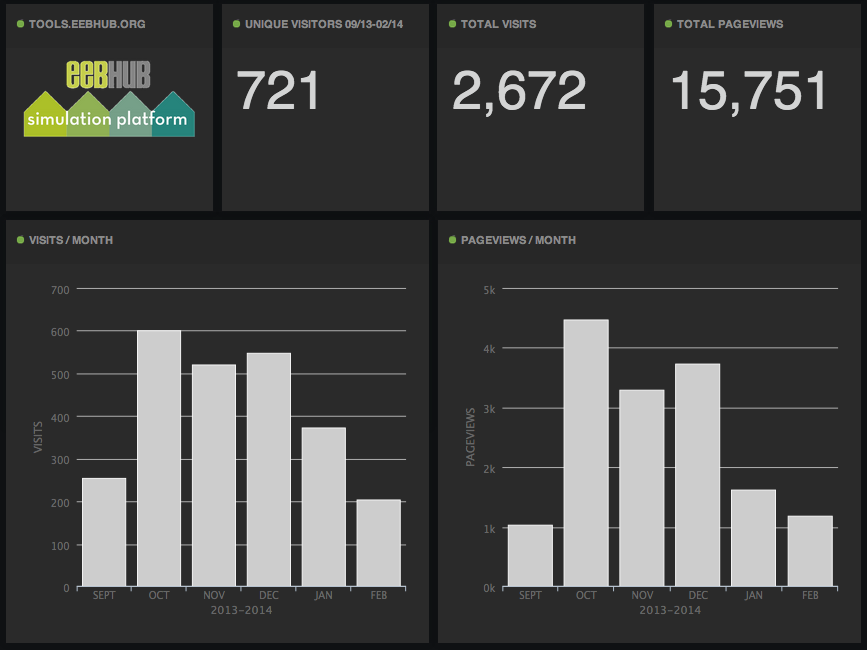 TOOLS.EEBHUB.ORG
eeBHUB
simulation platform
UNIQUE VISITORS 09/13-02/14
721
TOTAL VISITS
2,672
TOTAL PAGEVIEWS
15,751
VISITS / MONTH
700
600
500
400
300
200
100
0
VISITS
SEPT OCT NOV DEC JAN FEB
2013-2014
PAGEVIEWS / MONTH
5k
4k
3k
2k
1k
0k
PAGEVIEWS
SEPT OCT NOV DEC JAN FEB
2013-2014